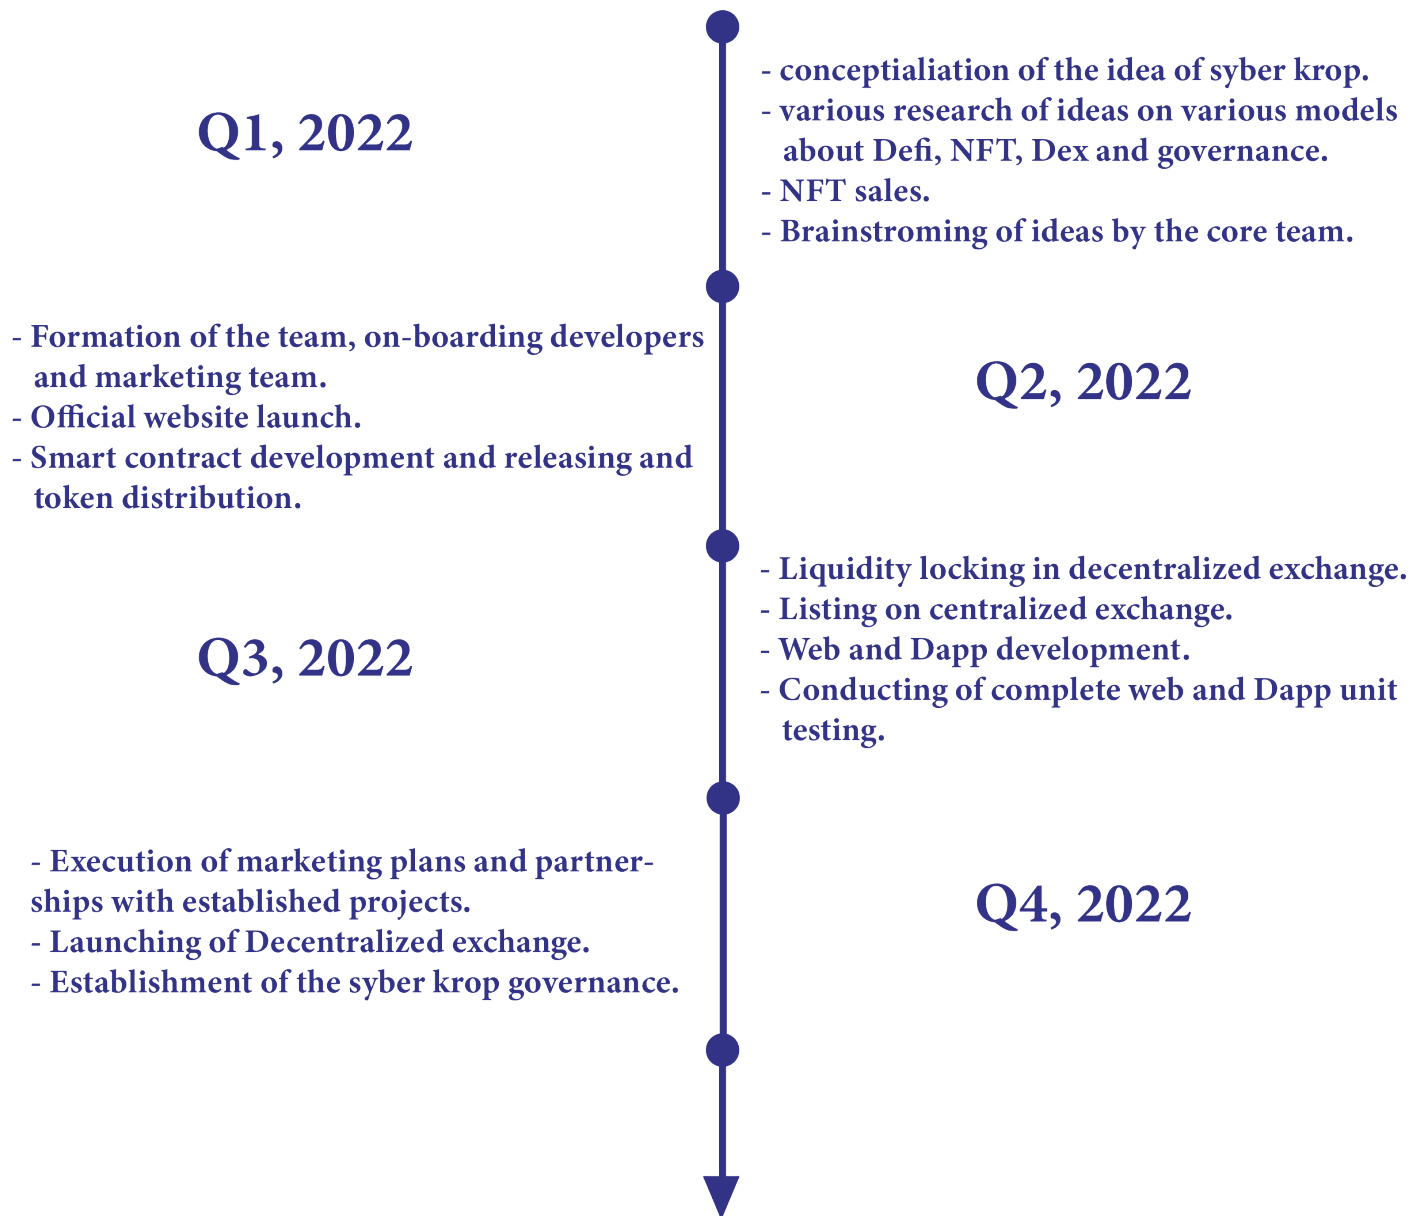 Q1, 2022
- conceptialiation of the idea of syber krop.
- various research of ideas on various models
about Defi, NFT, Dex and governance.
- NFT sales.
- Brainstroming of ideas by the core team.
Q2, 2022
- Formation of the team, on-boarding developers
and marketing team.
- Official website launch.
- Smart contract development and releasing and
token distribution.
Q3, 2022
- Liquidity locking in decentralized exchange.
- Listing on centralized exchange.
- Web and Dapp development.
- Conducting of complete web and Dapp unit
testing.
Q4, 2022
- Execution of marketing plans and partner-
ships with established projects.
- Launching of Decentralized exchange.
- Establishment of the syber krop governance.